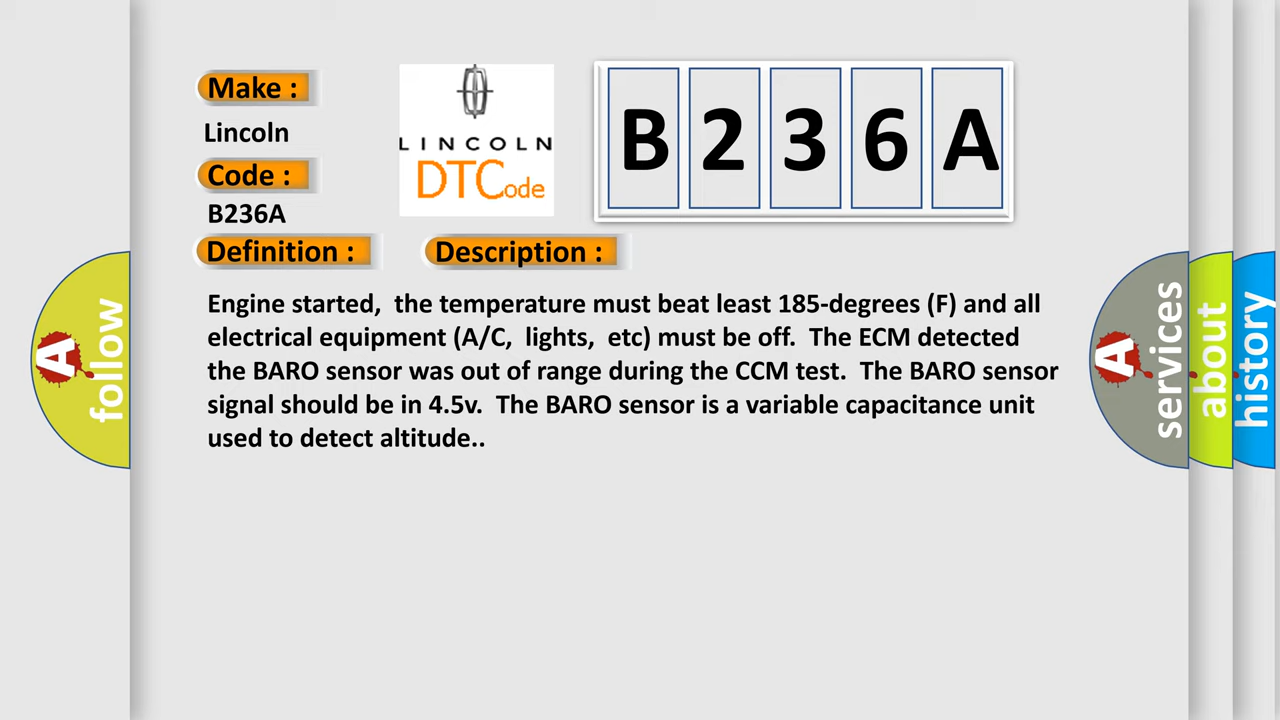 Make :
Lincoln
Code :
B236A
LINCOLN
DTCode
B236A
Definition :
Description :
Engine started,  the temperature must beat least 185-degrees (F) and all
electrical equipment (A/C,  lights,  etc) must be off  The ECM detected
the BARO sensor was out of range during the CCM test  The BARO sensor
signal should be in 4.5v  The BARO sensor is a variable capacitance unit
used to detect altitude..
A follow
A services
about
history